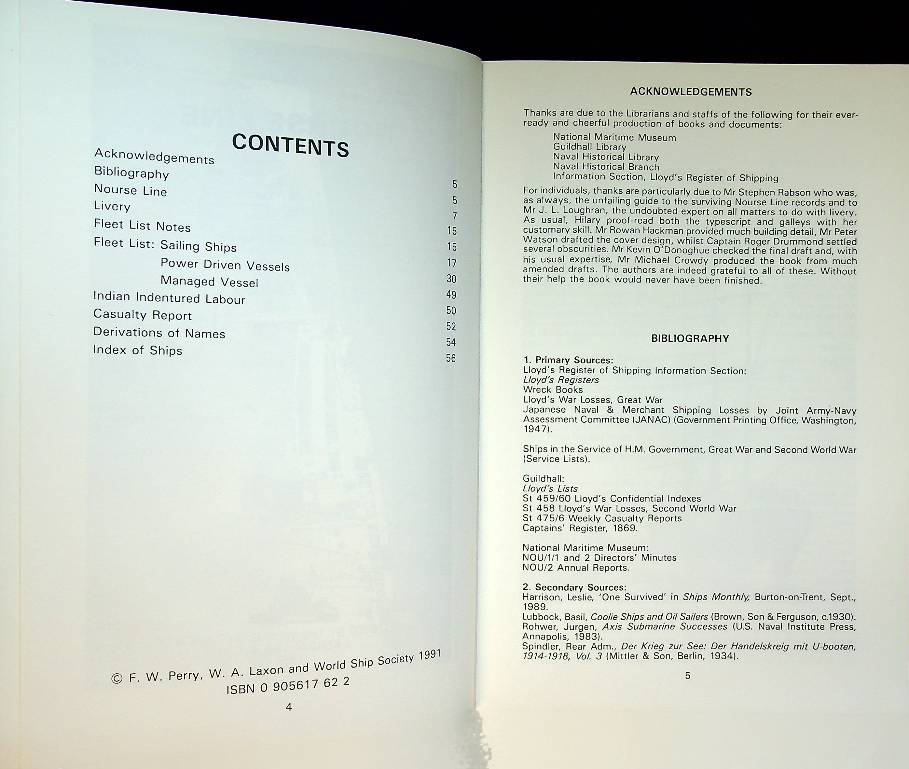 CONTENTS
Acknowledgements 5
Bibliography 5
Nourse Line 7
Livery 15
Fleet List Notes 15
Fleet List: Sailing Ships 17
Power Driven Vessels 30
Managed Vessel 49
Indian Indentured Labour 50
Casualty Report 52
Derivations of Names 54
Index of Ships 56
© F. W. Perry, W. A. Laxon and World Ship Society 1991
ISBN 0 905617 62 2
4
ACKNOWLEDGEMENTS
Thanks are due to the Librarians and staffs of the following for their ever-
ready and cheerful production of books and documents:
National Maritime Museum
Guildhall Library
Naval Historical Library
Naval Historical Branch
Information Section, Lloyd's Register of Shipping
For individuals, thanks are particularly due to Mr Stephen Rabson who was,
as always, the unfailing guide to the surviving Nourse Line records and to
Mr J. L. Loughran, the undoubted expert on all matters to do with livery.
As usual, Hilary proof-read both the typescript and galleys with her
customary skill. Mr Rowan Hackman provided much building detail, Mr Peter
Watson drafted the cover design, whilst Captain Roger Drummond settled
several obscurities. Mr Kevin O'Donoghue checked the final draft and, with
his usual expertise, Mr Michael Crowdy produced the book from much
amended drafts. The authors are indeed grateful to all of these. Without
their help the book would never have been finished.
BIBLIOGRAPHY
1. Primary Sources:
Lloyd's Register of Shipping Information Section:
Lloyd's Registers
Wreck Books
Lloyd's War Losses, Great War
Japanese Naval & Merchant Shipping Losses by Joint Army-Navy
Assessment Committee (JANAC) (Government Printing Office, Washington,
1947).
Ships in the Service of H.M. Government, Great War and Second World War
(Service Lists).
Guildhall:
Lloyd's Lists
St 459/60 Lloyd's Confidential Indexes
St 458 Lloyd's War Losses, Second World War
St 475/6 Weekly Casualty Reports
Captains' Register, 1869.
National Maritime Museum:
NOU/1/1 and 2 Directors' Minutes
NOU/2 Annual Reports.
2. Secondary Sources:
Harrison, Leslie, 'One Survived' in Ships Monthly, Burton-on-Trent, Sept.,
1989.
Lubbock, Basil, Coolie Ships and Oil Sailers (Brown, Son & Ferguson, c.1930).
Rohwer, Jurgen, Axis Submarine Successes (U.S. Naval Institute Press,
Annapolis, 1983).
Spindler, Rear Adm., Der Krieg zur See: Der Handelskreig mit U-booten,
1914-1918, Vol. 3 (Mittler & Son, Berlin, 1934).
5